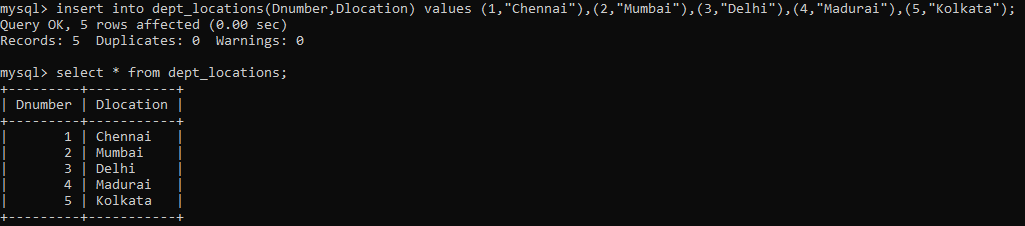 mysql> insert into dept_locations(Dnumber,Dlocation) values (1,"Chennai"),(2,"Mumbai"),(3,"Delhi"),(4,"Madurai"),(5,"Kolkata");
Query OK, 5 rows affected (0.00 sec)
Records: 5  Duplicates: 0  Warnings: 0

mysql> select * from dept_locations;
+---------+-----------+
| Dnumber | Dlocation |
+---------+-----------+
|       1 | Chennai   |
|       2 | Mumbai    |
|       3 | Delhi     |
|       4 | Madurai   |
|       5 | Kolkata   |
+---------+-----------+